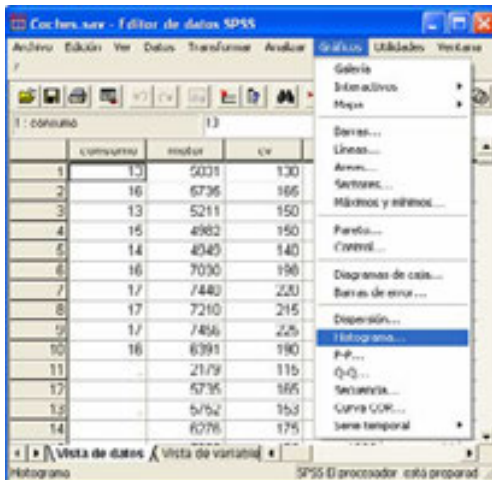 Coches.sav - Editor de datos SPSS
Archivo Edición Ver Datos Transformar Analizar Gráficos Utilidades Ventana
?
1 : consumo 13
consumo motor cv
1 13 5031 130
2 16 6736 165
3 13 5211 150
4 15 4982 150
5 14 4949 140
6 16 7030 198
7 17 7440 220
8 17 7210 215
9 17 7456 225
10 16 6391 190
11 . 2179 115
12 . 5735 165
13 . 5752 153
14 . 6276 175
Galería
Interactivos
Mapa
Barras...
Líneas...
Áreas...
Sectores...
Máximos y mínimos...
Pareto...
Control...
Diagramas de caja...
Barras de error...
Dispersión...
Histograma...
P-P...
Q-Q...
Secuencia...
Curva COR...
Serie temporal
Vista de datos Vista de variable
Histograma SPSS El procesador está preparad